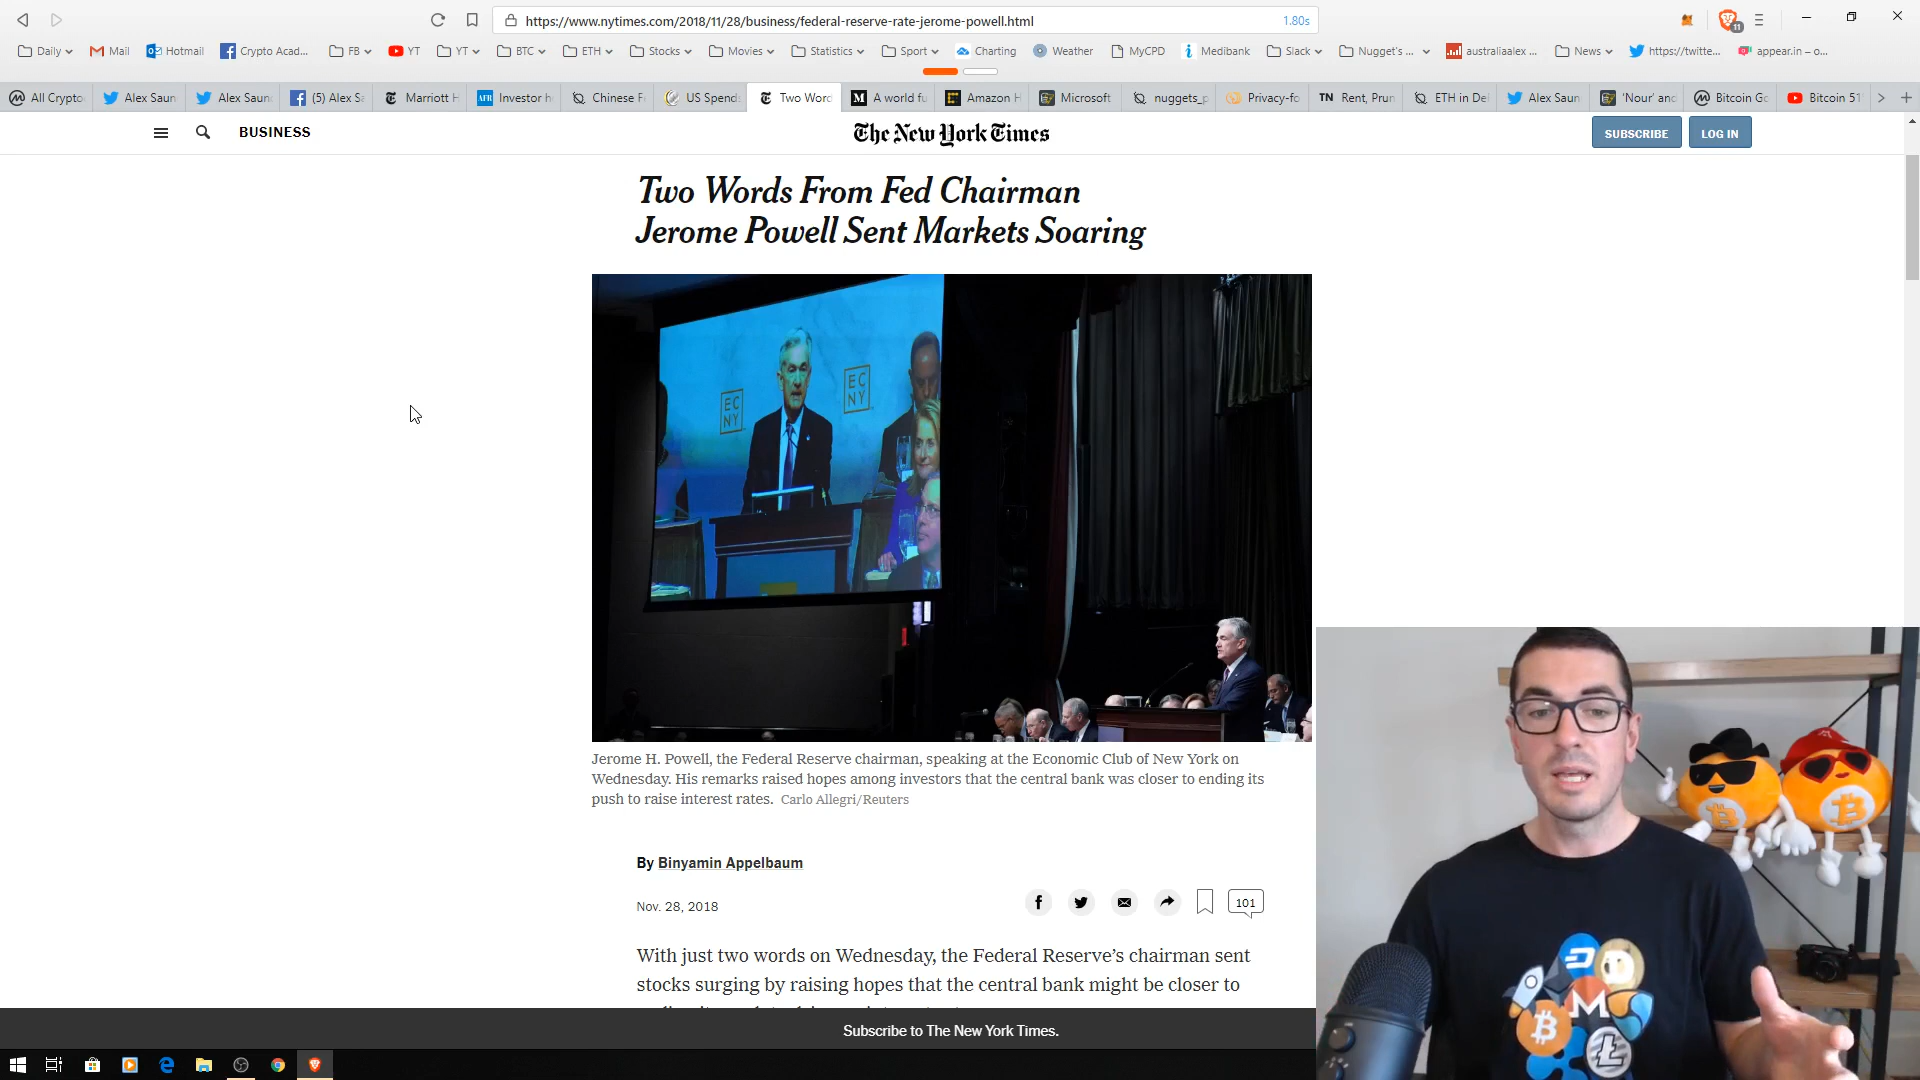 https://www.nytimes.com/2018/11/28/business/federal-reserve-rate-jerome-powell.html
1.80s
11
Daily
Mail
Hotmail
Crypto Acad...
FB
YT
YT
BTC
ETH
Stocks
Movies
Statistics
Sport
Charting
Weather
MyCPD
Medibank
Slack
Nugget's ...
australiaalex ...
News
https://twitte...
appear.in – o...
All Crypto
Alex Saun
Alex Saun
(5) Alex Sa
Marriott H
AFR Investor h
Chinese F
US Spend
Two Word
A world fu
Amazon H
Microsoft
nuggets_p
Privacy-fo
TN Rent, Prun
ETH in De
Alex Saun
'Nour' and
Bitcoin Go
Bitcoin 51
BUSINESS
The New York Times
SUBSCRIBE
LOG IN
Two Words From Fed Chairman
Jerome Powell Sent Markets Soaring
EC
NY
EC
NY
Jerome H. Powell, the Federal Reserve chairman, speaking at the Economic Club of New York on
Wednesday. His remarks raised hopes among investors that the central bank was closer to ending its
push to raise interest rates. Carlo Allegri/Reuters
By Binyamin Appelbaum
Nov. 28, 2018
101
With just two words on Wednesday, the Federal Reserve's chairman sent
stocks surging by raising hopes that the central bank might be closer to
Subscribe to The New York Times.